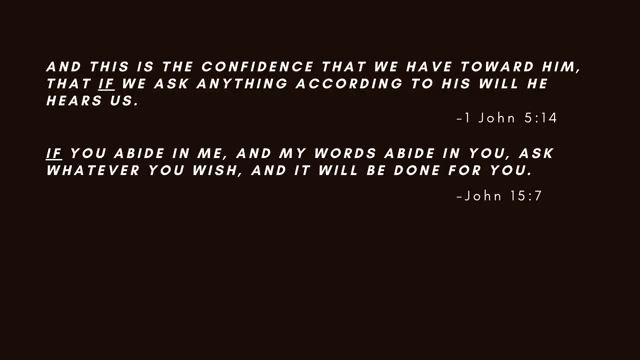 AND THIS IS THE CONFIDENCE THAT WE HAVE TOWARD HIM,
THAT IF WE ASK ANYTHING ACCORDING TO HIS WILL HE
HEARS US.
–1 John 5:14
IF YOU ABIDE IN ME, AND MY WORDS ABIDE IN YOU, ASK
WHATEVER YOU WISH, AND IT WILL BE DONE FOR YOU.
–John 15:7